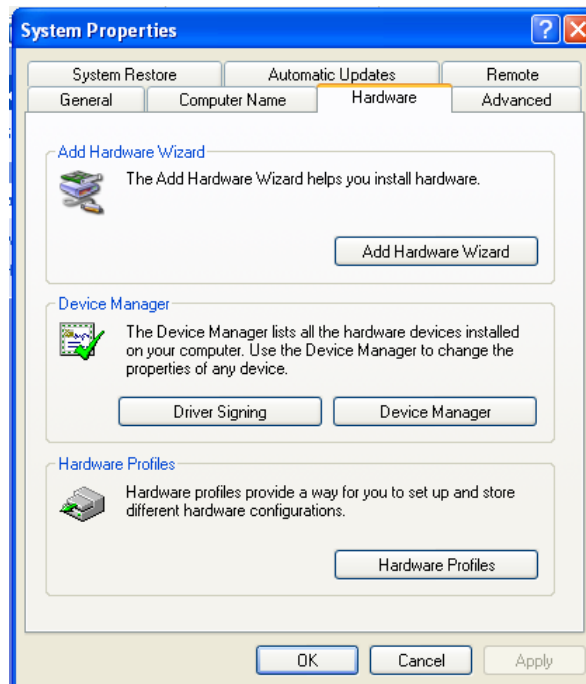 System Properties
System Restore Automatic Updates Remote
General Computer Name Hardware Advanced
Add Hardware Wizard
The Add Hardware Wizard helps you install hardware.
Add Hardware Wizard
Device Manager
The Device Manager lists all the hardware devices installed
on your computer. Use the Device Manager to change the
properties of any device.
Driver Signing Device Manager
Hardware Profiles
Hardware profiles provide a way for you to set up and store
different hardware configurations.
Hardware Profiles
OK Cancel Apply